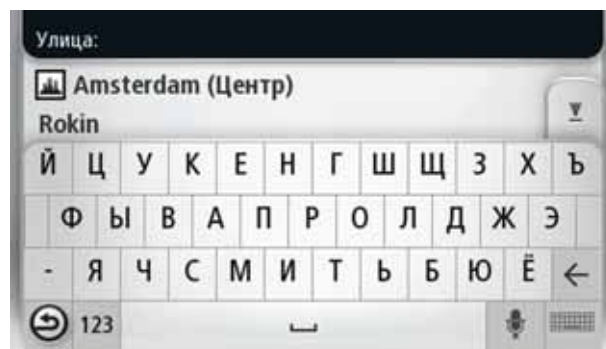 Улица:
Amsterdam (Центр)
Rokin
Й Ц У К Е Н Г Ш Щ З Х Ъ
Ф Ы В А П Р О Л Д Ж Э
- Я Ч С М И Т Ь Б Ю Ё
123